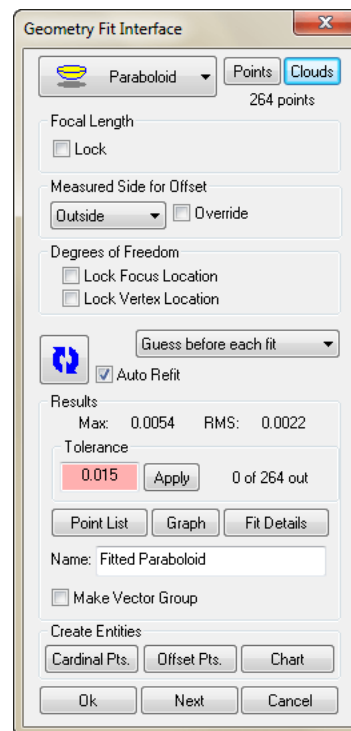 Geometry Fit Interface
Paraboloid Points Clouds
264 points
Focal Length
Lock
Measured Side for Offset
Outside Override
Degrees of Freedom
Lock Focus Location
Lock Vertex Location
Guess before each fit
Auto Refit
Results
Max: 0.0054 RMS: 0.0022
Tolerance
0.015 Apply 0 of 264 out
Point List Graph Fit Details
Name: Fitted Paraboloid
Make Vector Group
Create Entities
Cardinal Pts. Offset Pts. Chart
Ok Next Cancel